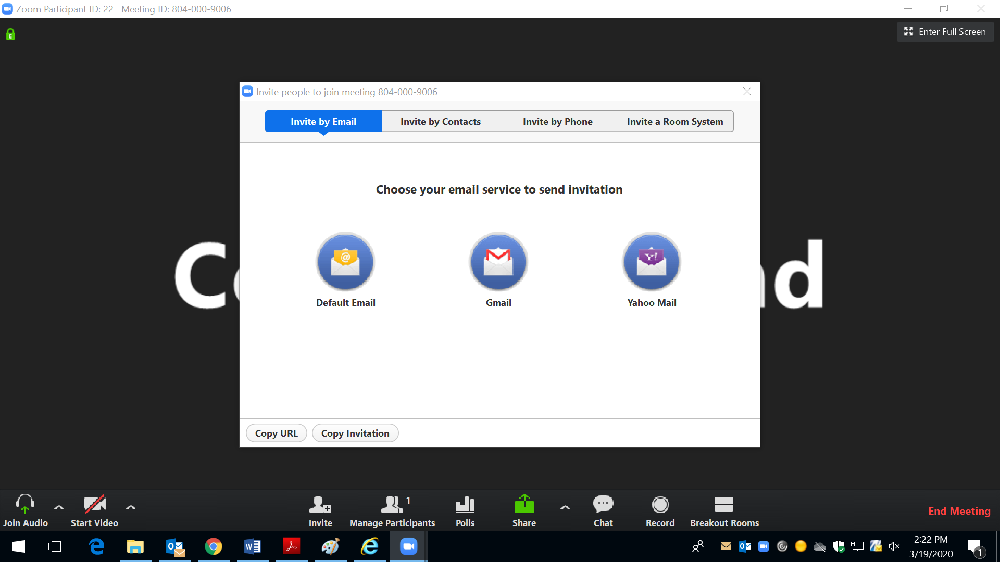 Zoom Participant ID: 22 Meeting ID: 804-000-9006
E
Enter Full Screen
Invite people to join meeting 804-000-9006
Invite by Email Invite by Contacts Invite by Phone Invite a Room System
Choose your email service to send invitation
@ Y!
Default Email Gmail Yahoo Mail
C nd
Copy URL Copy Invitation
1
Join Audio Start Video Invite Manage Participants Polls Share Chat Record Breakout Rooms End Meeting
2:22 PM
3/19/2020
1